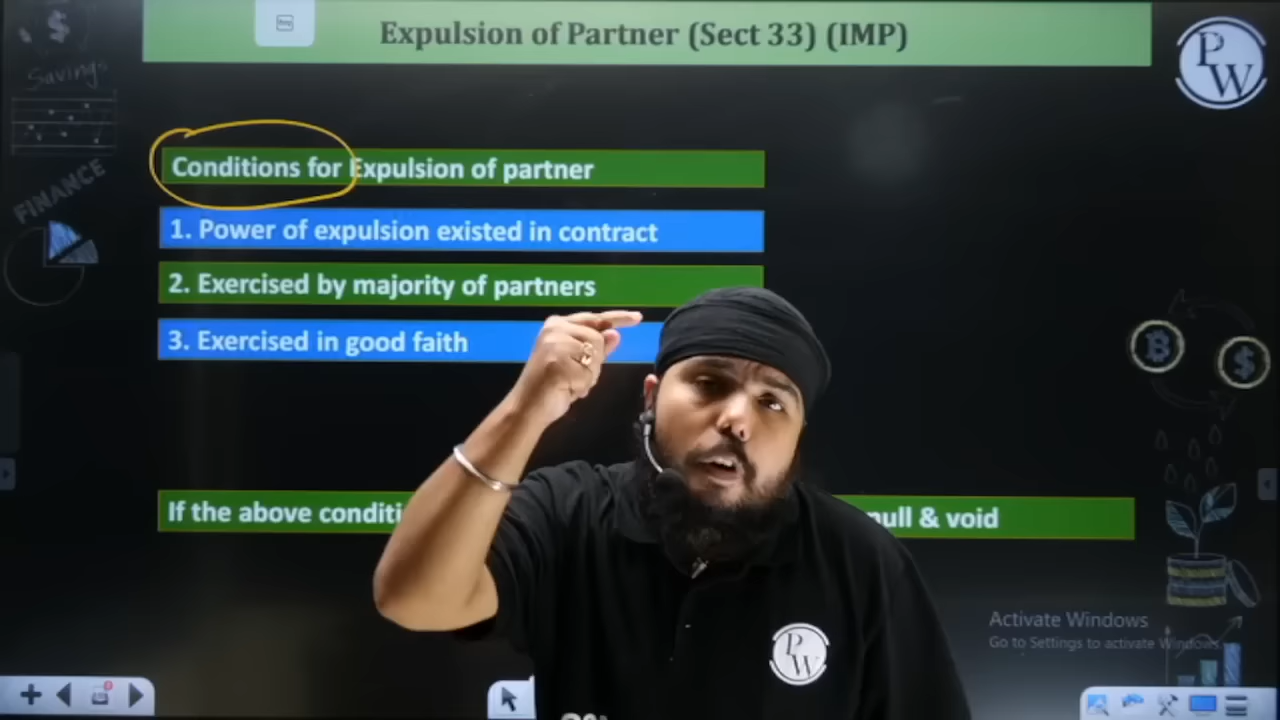 Expulsion of Partner (Sect 33) (IMP)
PW
Savings
FINANCE
Conditions for Expulsion of partner
1. Power of expulsion existed in contract
2. Exercised by majority of partners
3. Exercised in good faith
If the above conditi null & void
Activate Windows
Go to Settings to activate Windows.
PW